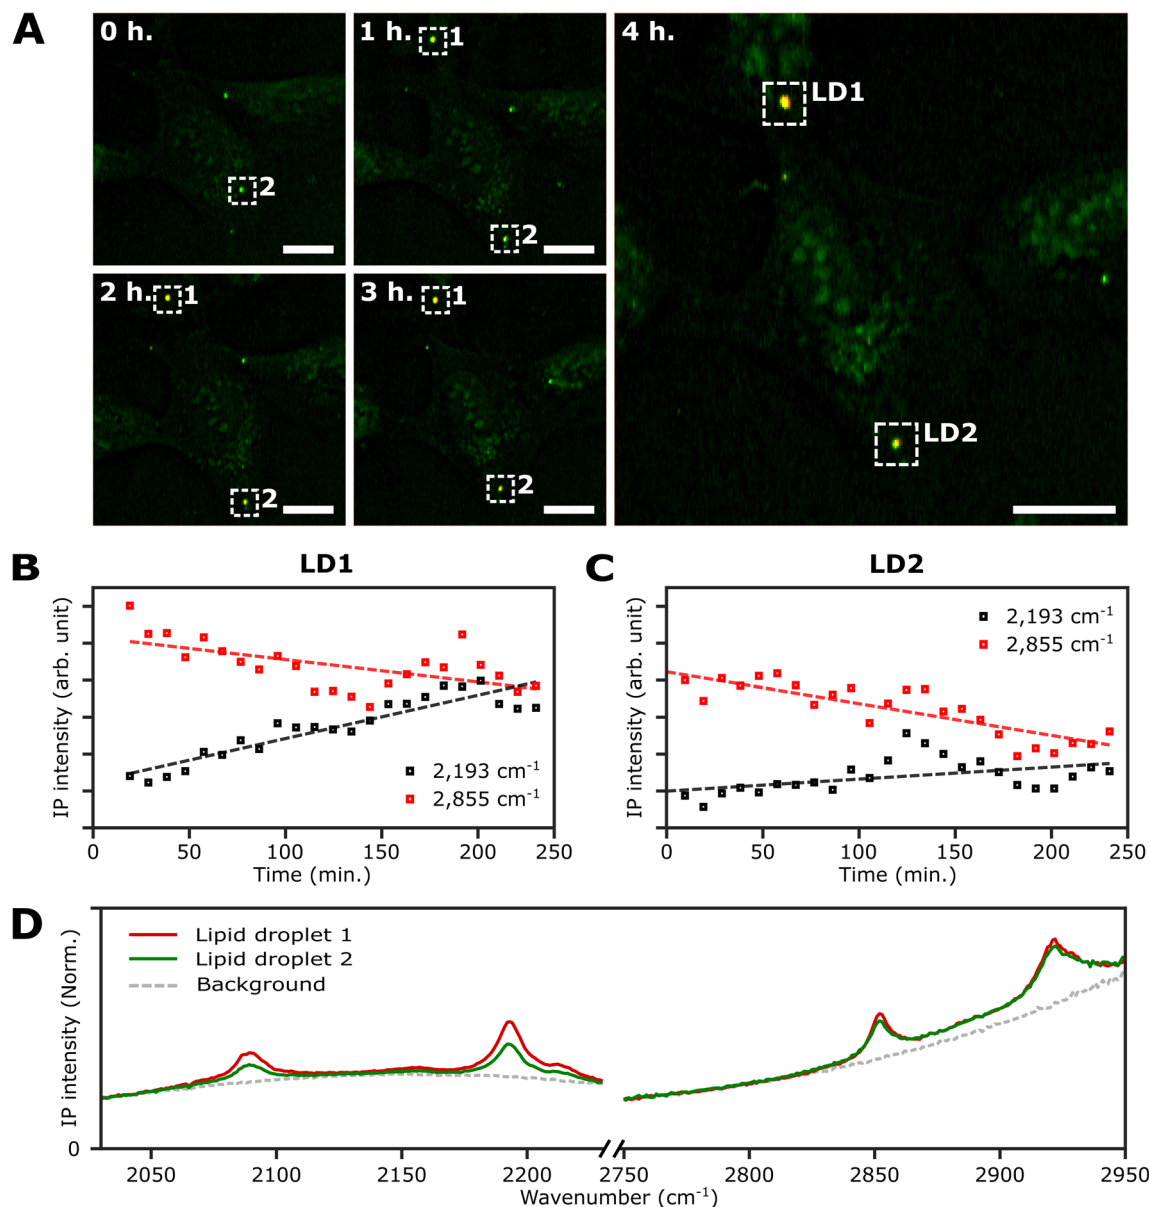 A
0 h.
2
1 h.
1
2
2 h.
1
2
3 h.
1
2
4 h.
LD1
LD2
B
LD1
IP intensity (arb. unit)
2,193 cm⁻¹
2,855 cm⁻¹
0 50 100 150 200 250
Time (min.)
C
LD2
IP intensity (arb. unit)
2,193 cm⁻¹
2,855 cm⁻¹
0 50 100 150 200 250
Time (min.)
D
IP intensity (Norm.)
Lipid droplet 1
Lipid droplet 2
Background
0
2050 2100 2150 2200 2750 2800 2850 2900 2950
Wavenumber (cm⁻¹)